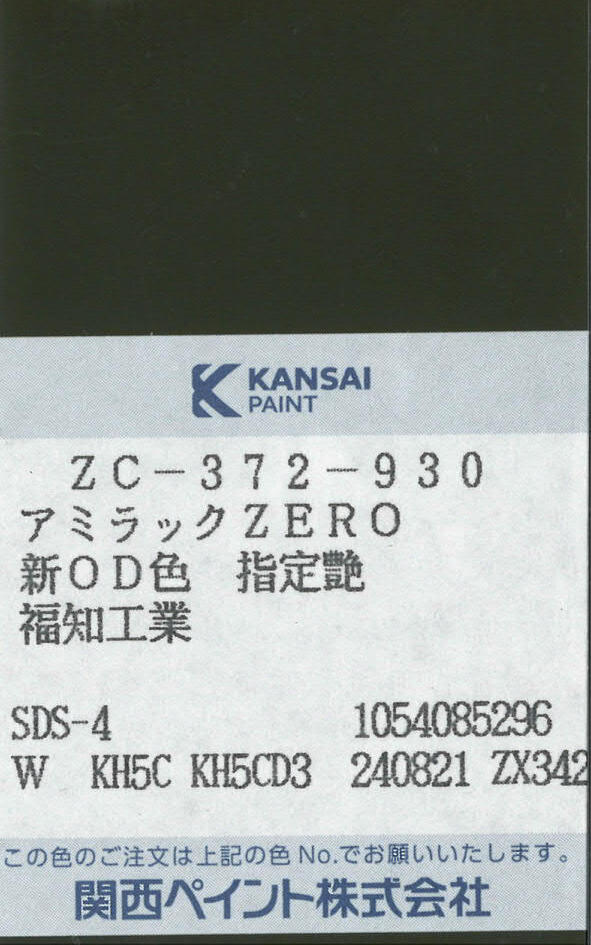 KANSAI
PAINT
ZC-372-930
アミラックZERO
新OD色 指定艶
福知工業
SDS-4 1054085296
W KH5C KH5CD3 240821 ZX342
この色のご注文は上記の色No.でお願いいたします。
関西ペイント株式会社